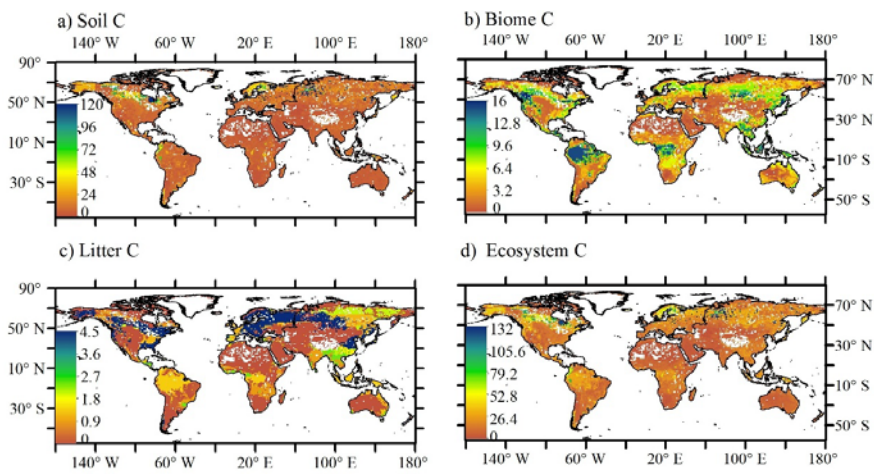 a) Soil C
b) Biome C
140° W 60° W 20° E 100° E 180°
140° W 60° W 20° E 100° E 180°
90°
50° N
10° N
30° S
120
96
72
48
24
0
16
12.8
9.6
6.4
3.2
0
70° N
30° N
10° S
50° S
c) Litter C
d) Ecosystem C
90°
50° N
10° N
30° S
4.5
3.6
2.7
1.8
0.9
0
132
105.6
79.2
52.8
26.4
0
70° N
30° N
10° S
50° S
140° W 60° W 20° E 100° E 180°
140° W 60° W 20° E 100° E 180°